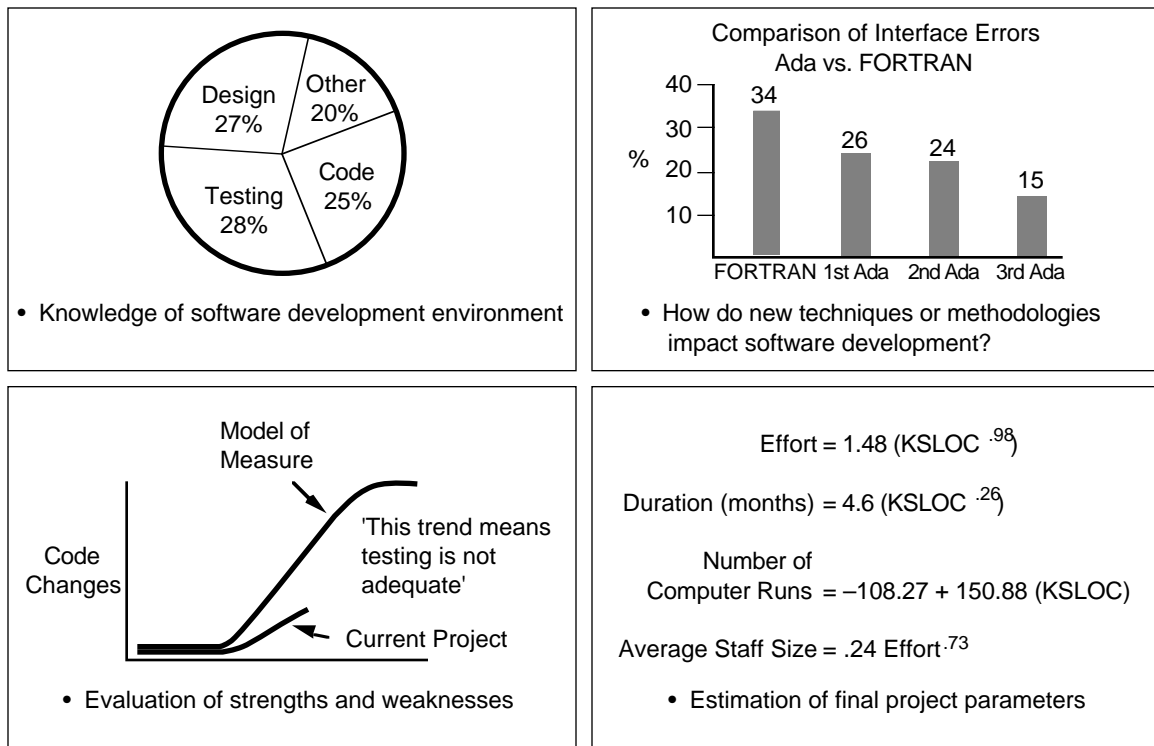 Design
27%
Other
20%
Code
25%
Testing
28%
• Knowledge of software development environment
Comparison of Interface Errors
Ada vs. FORTRAN
40
30
%
20
10
34
26
24
15
FORTRAN 1st Ada 2nd Ada 3rd Ada
• How do new techniques or methodologies
impact software development?
Model of
Measure
'This trend means
testing is not
adequate'
Code
Changes
Current Project
• Evaluation of strengths and weaknesses
Effort = 1.48 (KSLOC .98)
Duration (months) = 4.6 (KSLOC .26)
Number of
Computer Runs = –108.27 + 150.88 (KSLOC)
Average Staff Size = .24 Effort.73
• Estimation of final project parameters